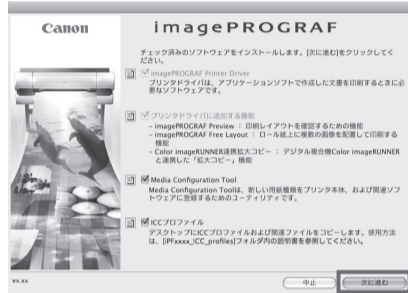 Canon
imagePROGRAF
チェック済みのソフトウェアをインストールします。[次に進む]をクリックしてく
ださい。
imagePROGRAF Printer Driver
プリンタドライバは、アプリケーションソフトで作成した文書を印刷するときに必
要なソフトウェアです。
プリンタドライバに追加する機能
- imagePROGRAF Preview ： 印刷レイアウトを確認するための機能
- imagePROGRAF Free Layout ： ロール紙上に複数の画像を配置して印刷する
機能
- Color imageRUNNER連携拡大コピー ： デジタル複合機Color imageRUNNER
と連携した「拡大コピー」機能
Media Configuration Tool
Media Configuration Toolは、新しい用紙種類をプリンタ本体、および関連ソフ
トウェアに登録するためのユーティリティです。
ICCプロファイル
デスクトップにICCプロファイルおよび関連ファイルをコピーします。使用方法
は、[iPFxxxx_ICC_profiles]フォルダ内の説明書を参照してください。
VX.XX
中止
次に進む